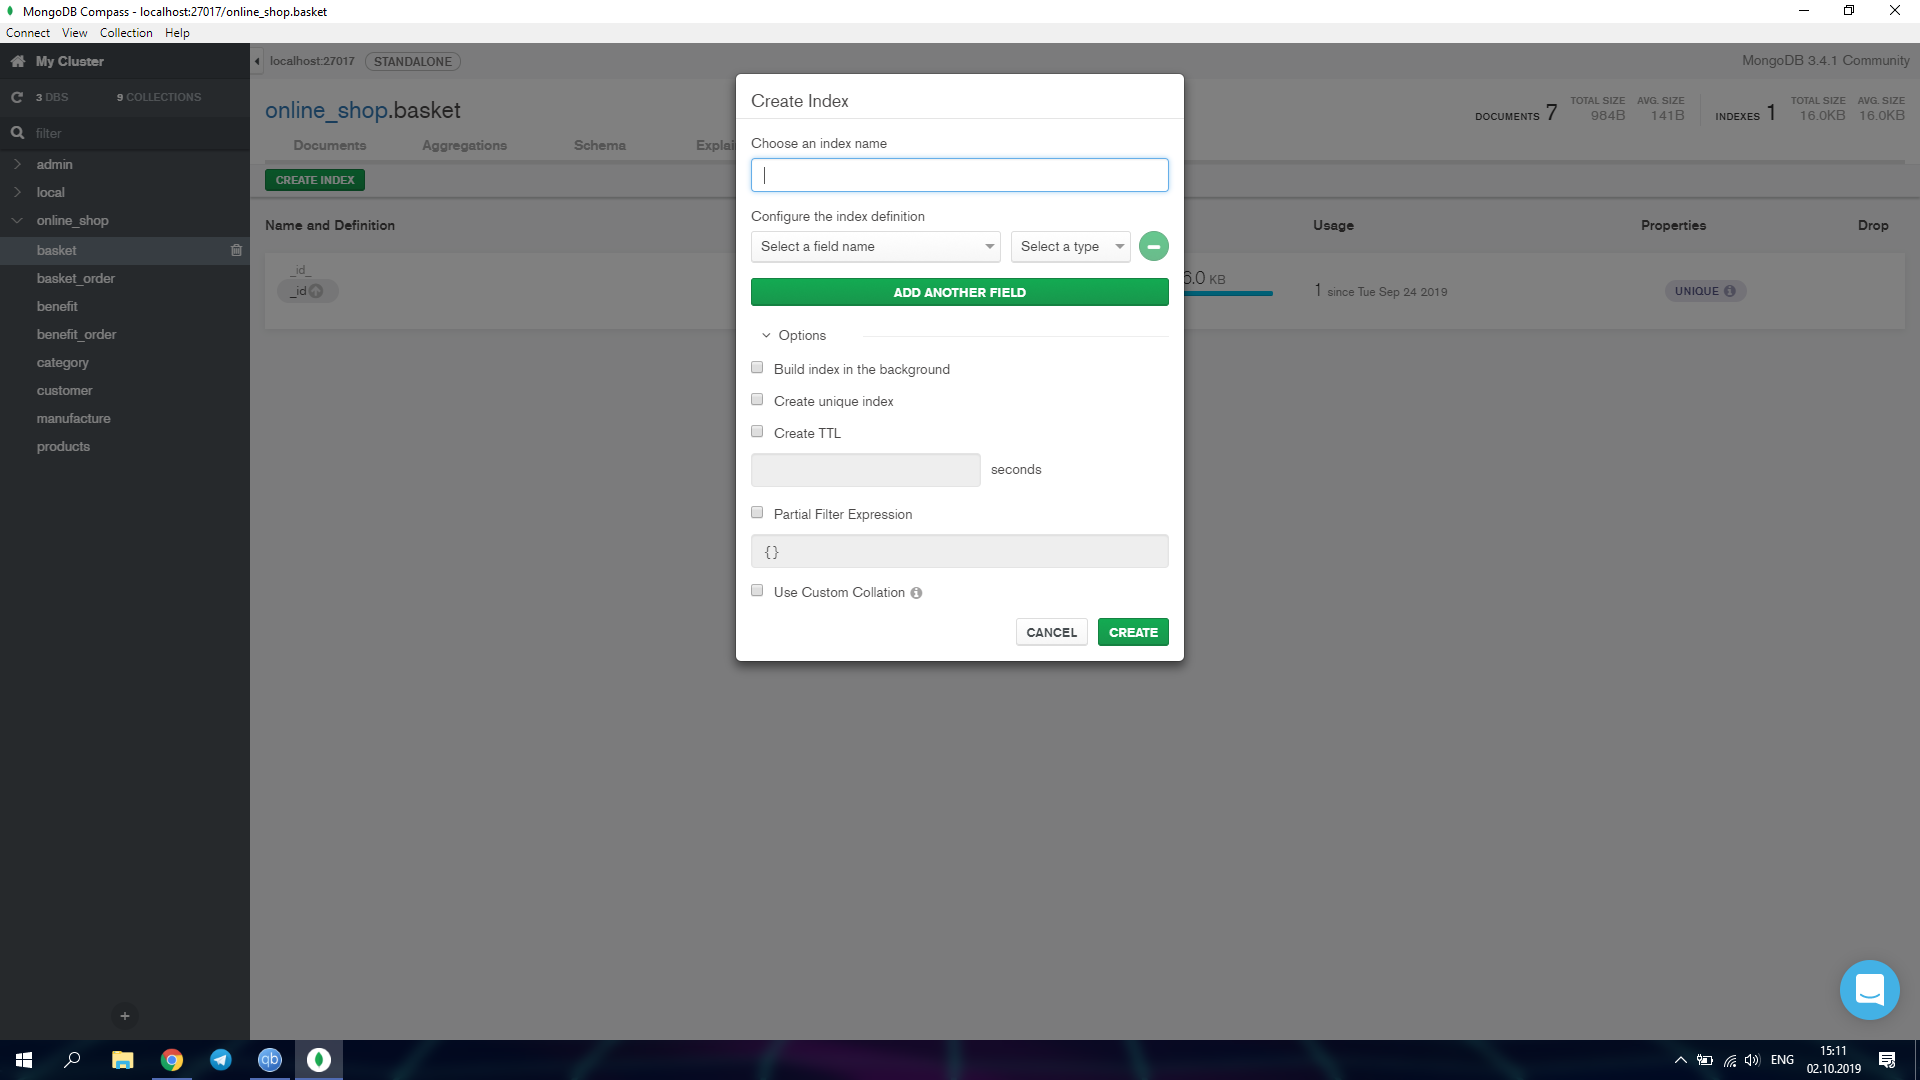 MongoDB Compass - localhost:27017/online_shop.basket
Connect View Collection Help
My Cluster
3 DBS 9 COLLECTIONS
filter
admin
local
online_shop
basket
basket_order
benefit
benefit_order
category
customer
manufacture
products
localhost:27017 STANDALONE
MongoDB 3.4.1 Community
online_shop.basket
DOCUMENTS 7 TOTAL SIZE 984B AVG. SIZE 141B INDEXES 1 TOTAL SIZE 16.0KB AVG. SIZE 16.0KB
Documents Aggregations Schema Explai
CREATE INDEX
Name and Definition Usage Properties Drop
_id_
_id
6.0 KB
1 since Tue Sep 24 2019
UNIQUE
Create Index
Choose an index name
Configure the index definition
Select a field name Select a type
ADD ANOTHER FIELD
Options
Build index in the background
Create unique index
Create TTL
seconds
Partial Filter Expression
{}
Use Custom Collation
CANCEL CREATE
qb
ENG
15:11
02.10.2019